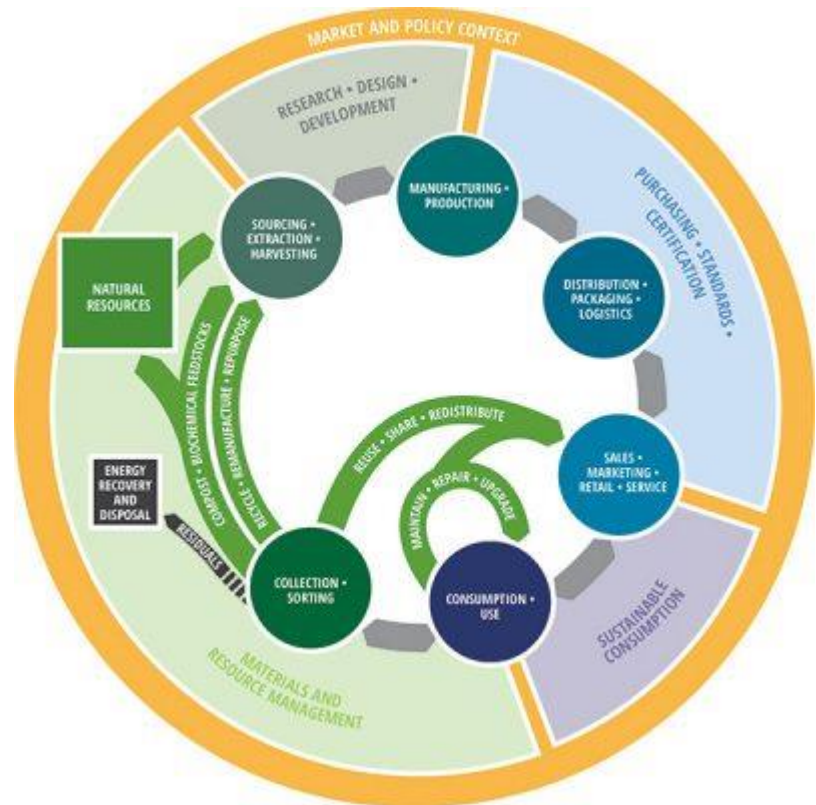 MARKET AND POLICY CONTEXT
RESEARCH • DESIGN •
DEVELOPMENT
MANUFACTURING •
PRODUCTION
SOURCING •
EXTRACTION •
HARVESTING
PURCHASING • STANDARDS •
CERTIFICATION
NATURAL
RESOURCES
DISTRIBUTION •
PACKAGING •
LOGISTICS
COMPOST • BIOCHEMICAL FEEDSTOCKS
RECYCLE • REMANUFACTURE • REPURPOSE
REUSE • SHARE • REDISTRIBUTE
MAINTAIN • REPAIR • UPGRADE
SALES •
MARKETING •
RETAIL • SERVICE
ENERGY
RECOVERY
AND
DISPOSAL
RESIDUALS
COLLECTION •
SORTING
CONSUMPTION •
USE
SUSTAINABLE
CONSUMPTION
MATERIALS AND
RESOURCE MANAGEMENT